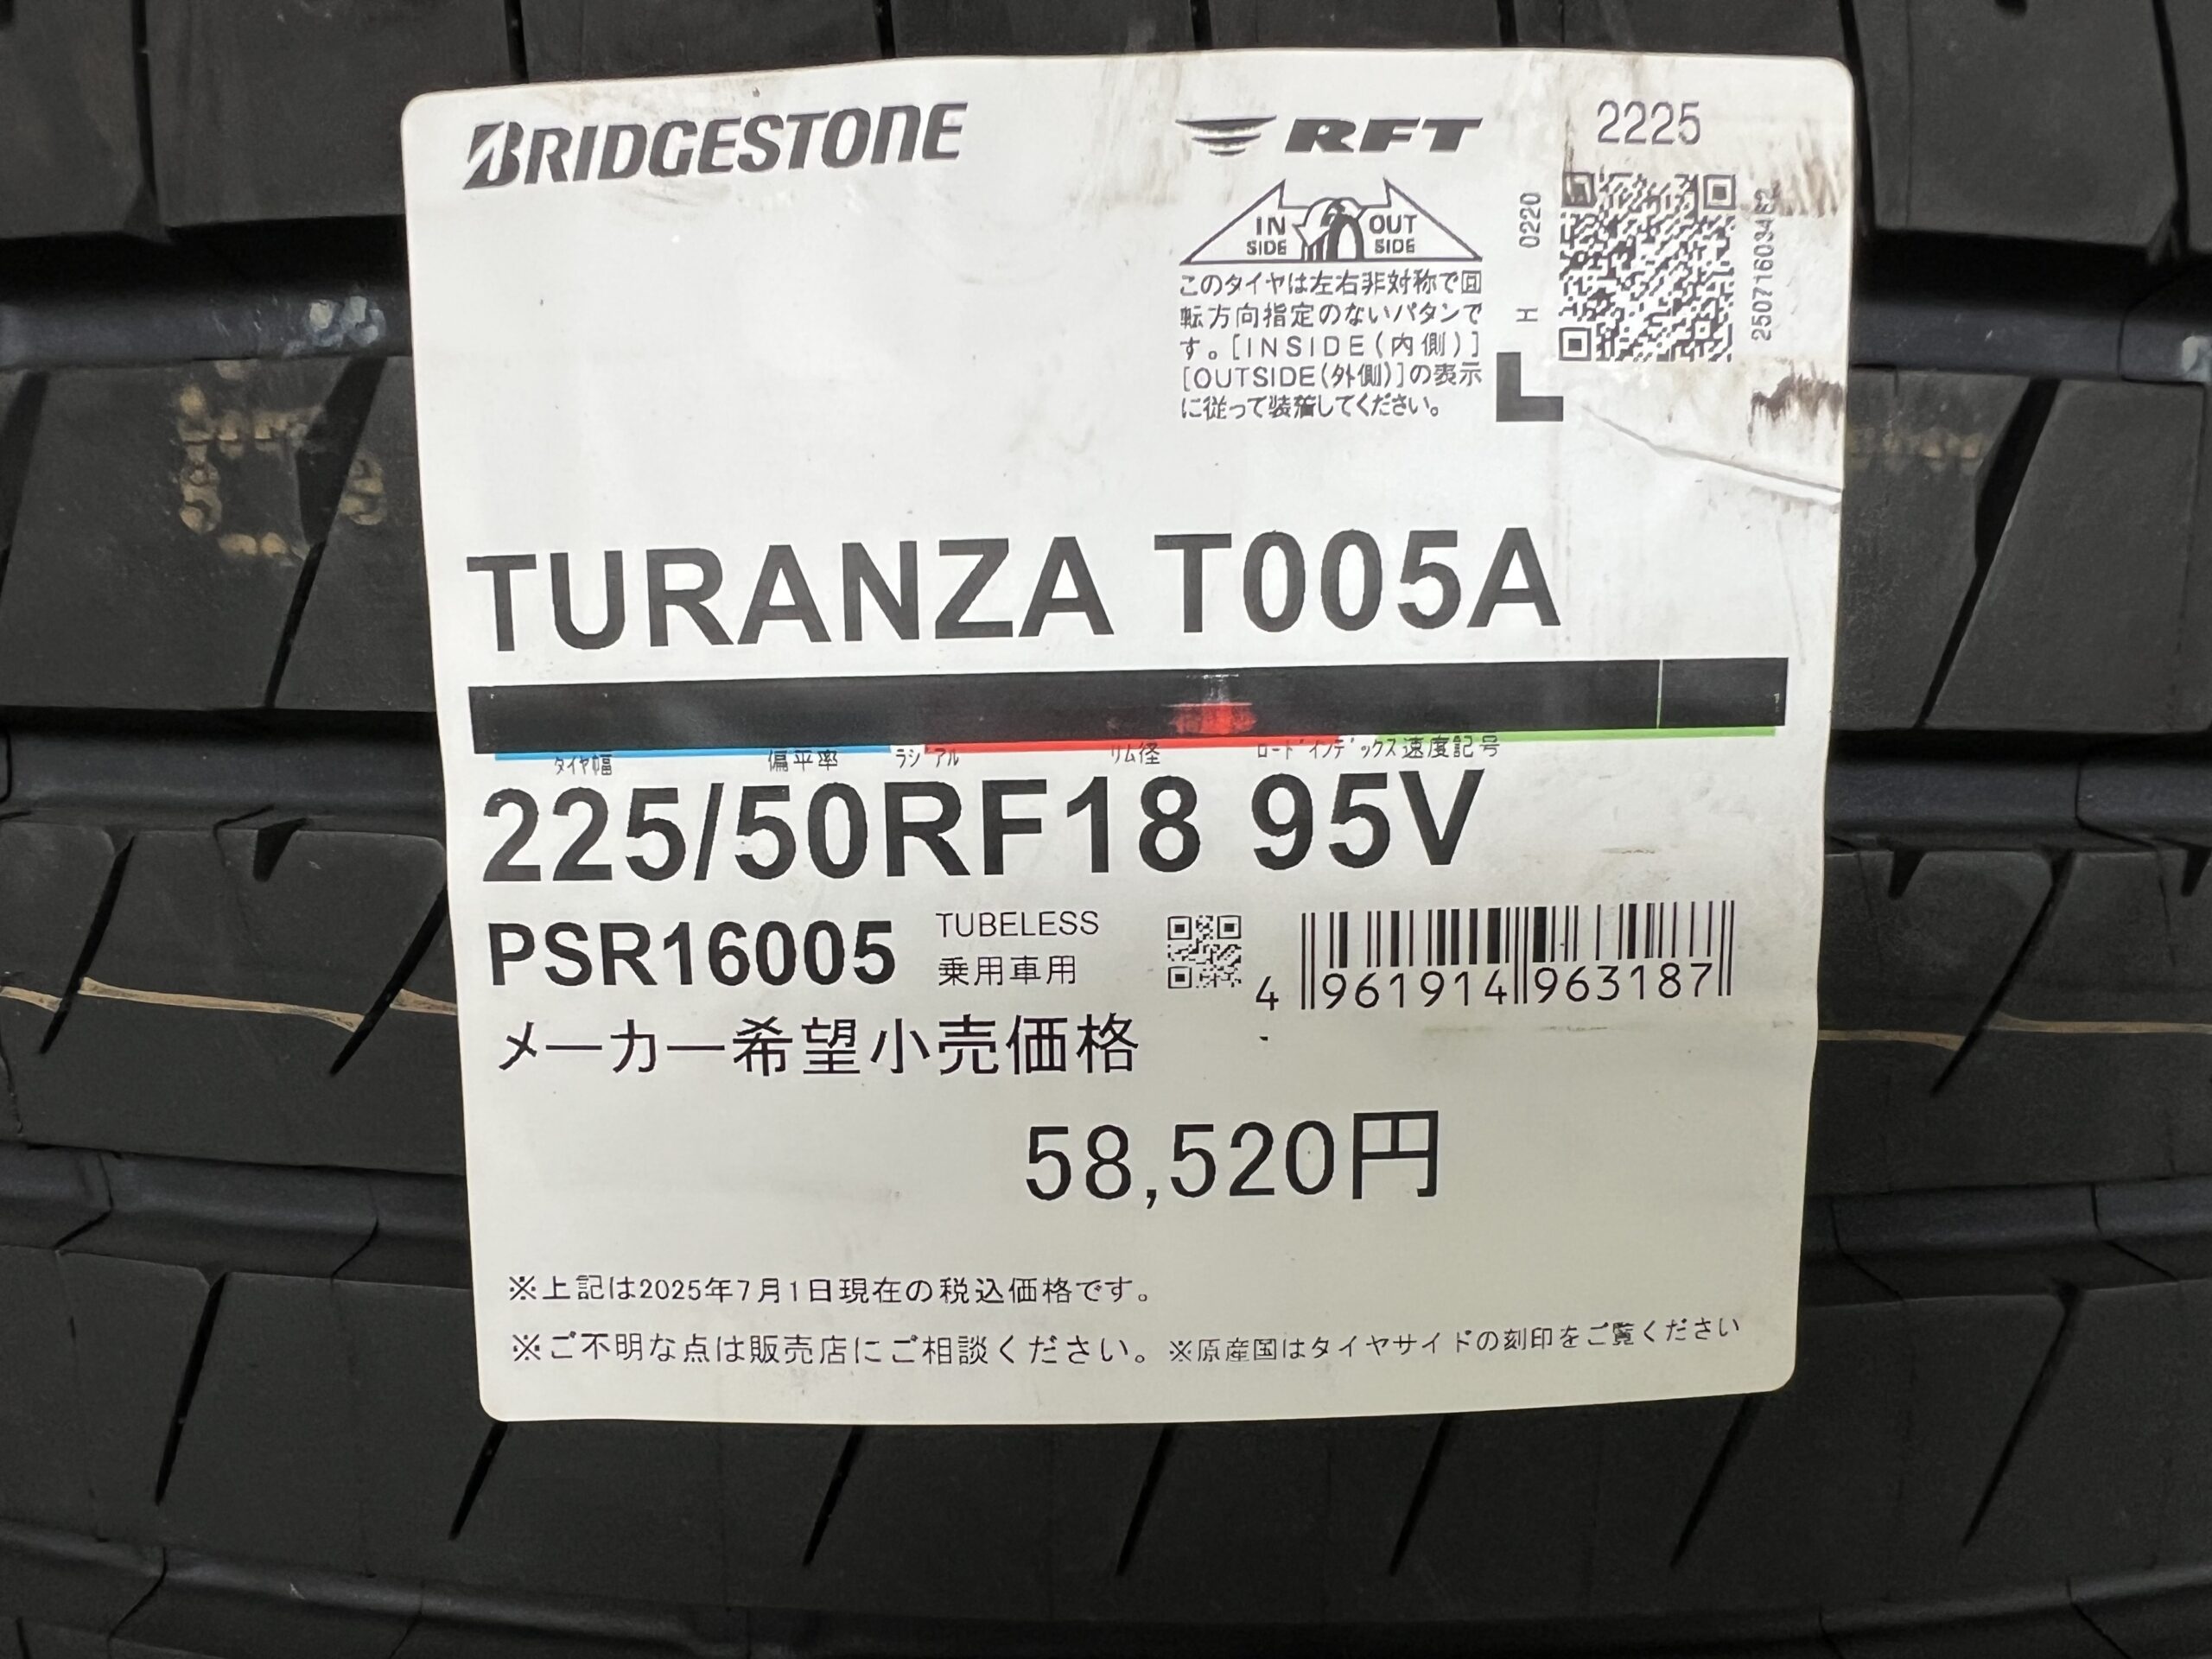 BRIDGESTONE
RFT
2225
IN SIDE
OUT SIDE
H 0220
このタイヤは左右非対称で回
転方向指定のないパタンで
す。[INSIDE(内側)]
[OUTSIDE(外側)]の表示
に従って装着してください。
L
TURANZA T005A
タイヤ幅 偏平率 ラジアル リム径 ロードインデックス 速度記号
225/50RF18 95V
PSR16005
TUBELESS
乗用車用
4 961914 963187
メーカー希望小売価格
58,520円
※上記は2025年7月1日現在の税込価格です。
※ご不明な点は販売店にご相談ください。 ※原産国はタイヤサイドの刻印をご覧ください